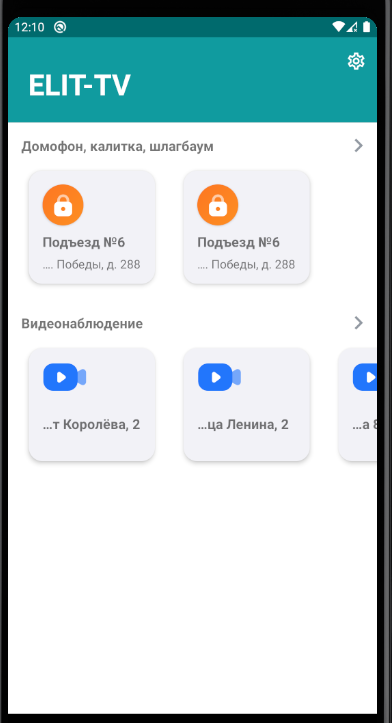 12:10
ELIT-TV
Домофон, калитка, шлагбаум
Подъезд №6
Подъезд №6
.... Победы, д. 288
.... Победы, д. 288
Видеонаблюдение
...т Королёва, 2
...ца Ленина, 2
...а 8